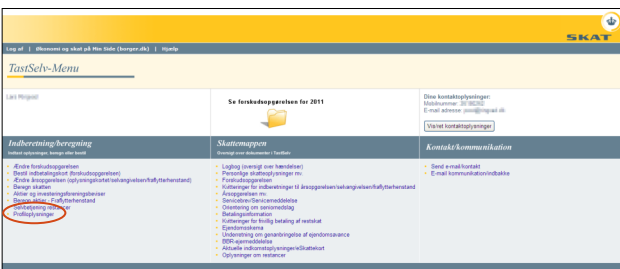 SKAT
Log af | Økonomi og skat på Min Side (borger.dk) | Hjælp
TastSelv-Menu
Se forskudsopgørelsen for 2011
Dine kontaktoplysninger:
Mobilnummer:
E-mail adresse:
Vis/ret kontaktoplysninger
Indberetning/beregning
Indtast oplysninger, beregn eller bestil
Ændre forskudsopgørelsen
Bestil indbetalingskort (forskudsopgørelsen)
Ændre årsopgørelsen (oplysningskortet/selvangivelsen/fraflytterhenstand)
Beregn skatten
Aktier og investeringsforeningsbeviser
Beregn aktier - Fraflytterhenstand
Selvbetjening restancer
Profiloplysninger
Skattemappen
Oversigt over dokumenter i TastSelv
Logbog (oversigt over hændelser)
Personlige skatteoplysninger mv.
Forskudsopgørelsen
Kvitteringer for indberetninger til årsopgørelsen/selvangivelsen/fraflytterhenstand
Årsopgørelsen mv.
Servicebrev/Servicemeddelelse
Orientering om seniornedslag
Betalingsinformation
Kvitteringer for frivillig betaling af restskat
Ejendomsskema
Underretning om genanbringelse af ejendomsavance
BBR-ejermeddelelse
Aktuelle indkomstoplysninger/eSkattekort
Oplysninger om restancer
Kontakt/kommunikation
Send e-mail/kontakt
E-mail kommunikation/indbakke